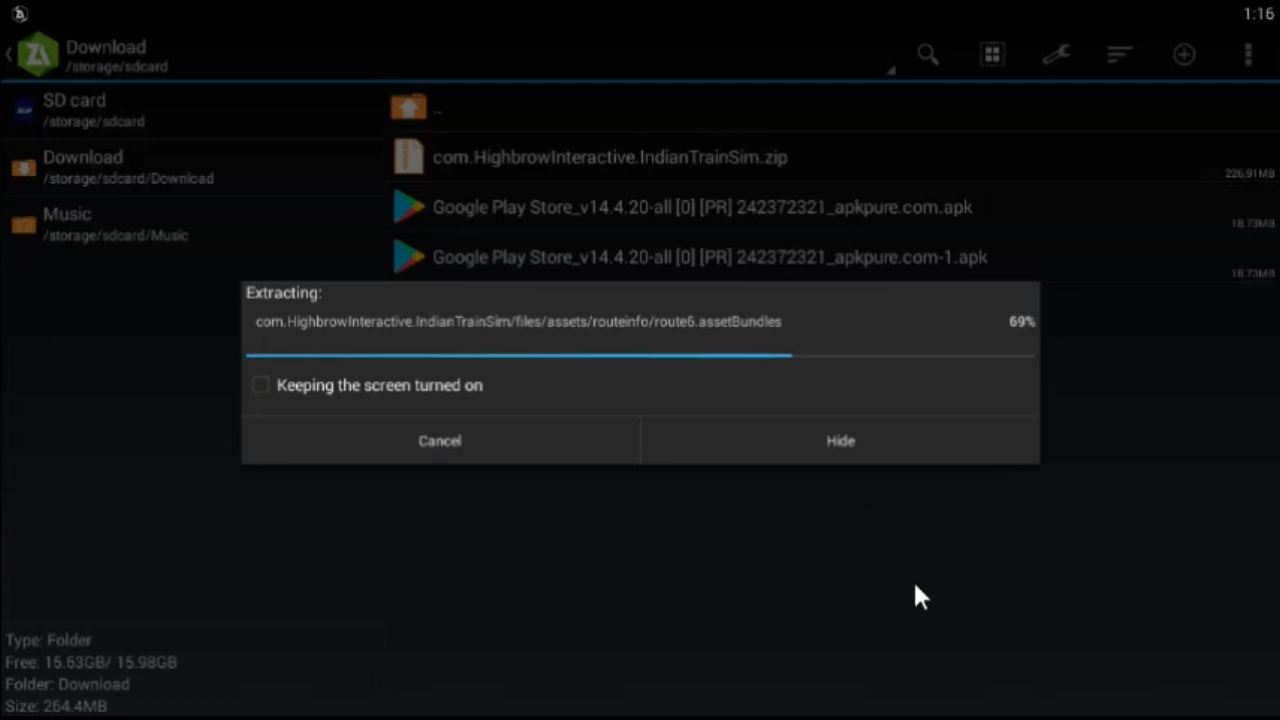 1:16
Download
/storage/sdcard
SD card
/storage/sdcard
Download
/storage/sdcard/Download
Music
/storage/sdcard/Music
..
com.HighbrowInteractive.IndianTrainSim.zip
226.91MB
Google Play Store_v14.4.20-all [0] [PR] 242372321_apkpure.com.apk
18.73MB
Google Play Store_v14.4.20-all [0] [PR] 242372321_apkpure.com-1.apk
18.73MB
Extracting:
com.HighbrowInteractive.IndianTrainSim/files/assets/routeinfo/route6.assetBundles 69%
Keeping the screen turned on
Cancel Hide
Type: Folder
Free: 15.63GB/ 15.98GB
Folder: Download
Size: 264.4MB